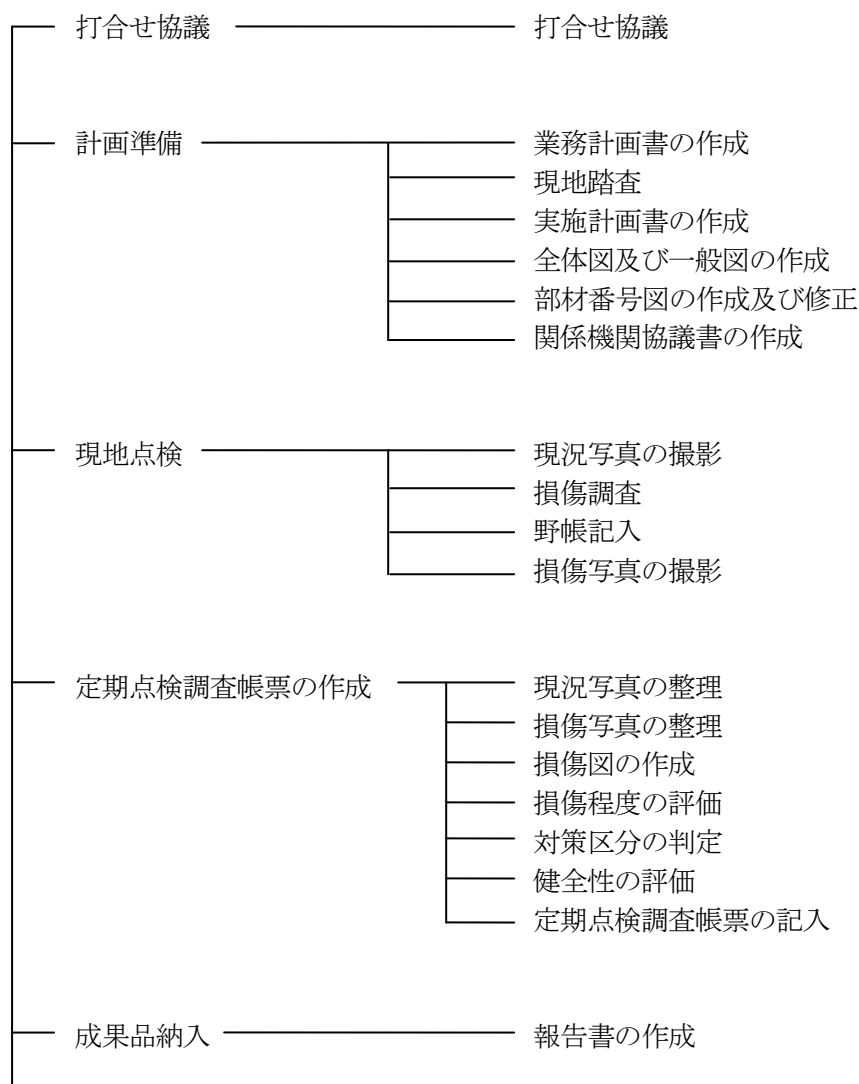 打合せ協議 打合せ協議
計画準備 業務計画書の作成
現地踏査
実施計画書の作成
全体図及び一般図の作成
部材番号図の作成及び修正
関係機関協議書の作成
現地点検 現況写真の撮影
損傷調査
野帳記入
損傷写真の撮影
定期点検調査帳票の作成 現況写真の整理
損傷写真の整理
損傷図の作成
損傷程度の評価
対策区分の判定
健全性の評価
定期点検調査帳票の記入
成果品納入 報告書の作成